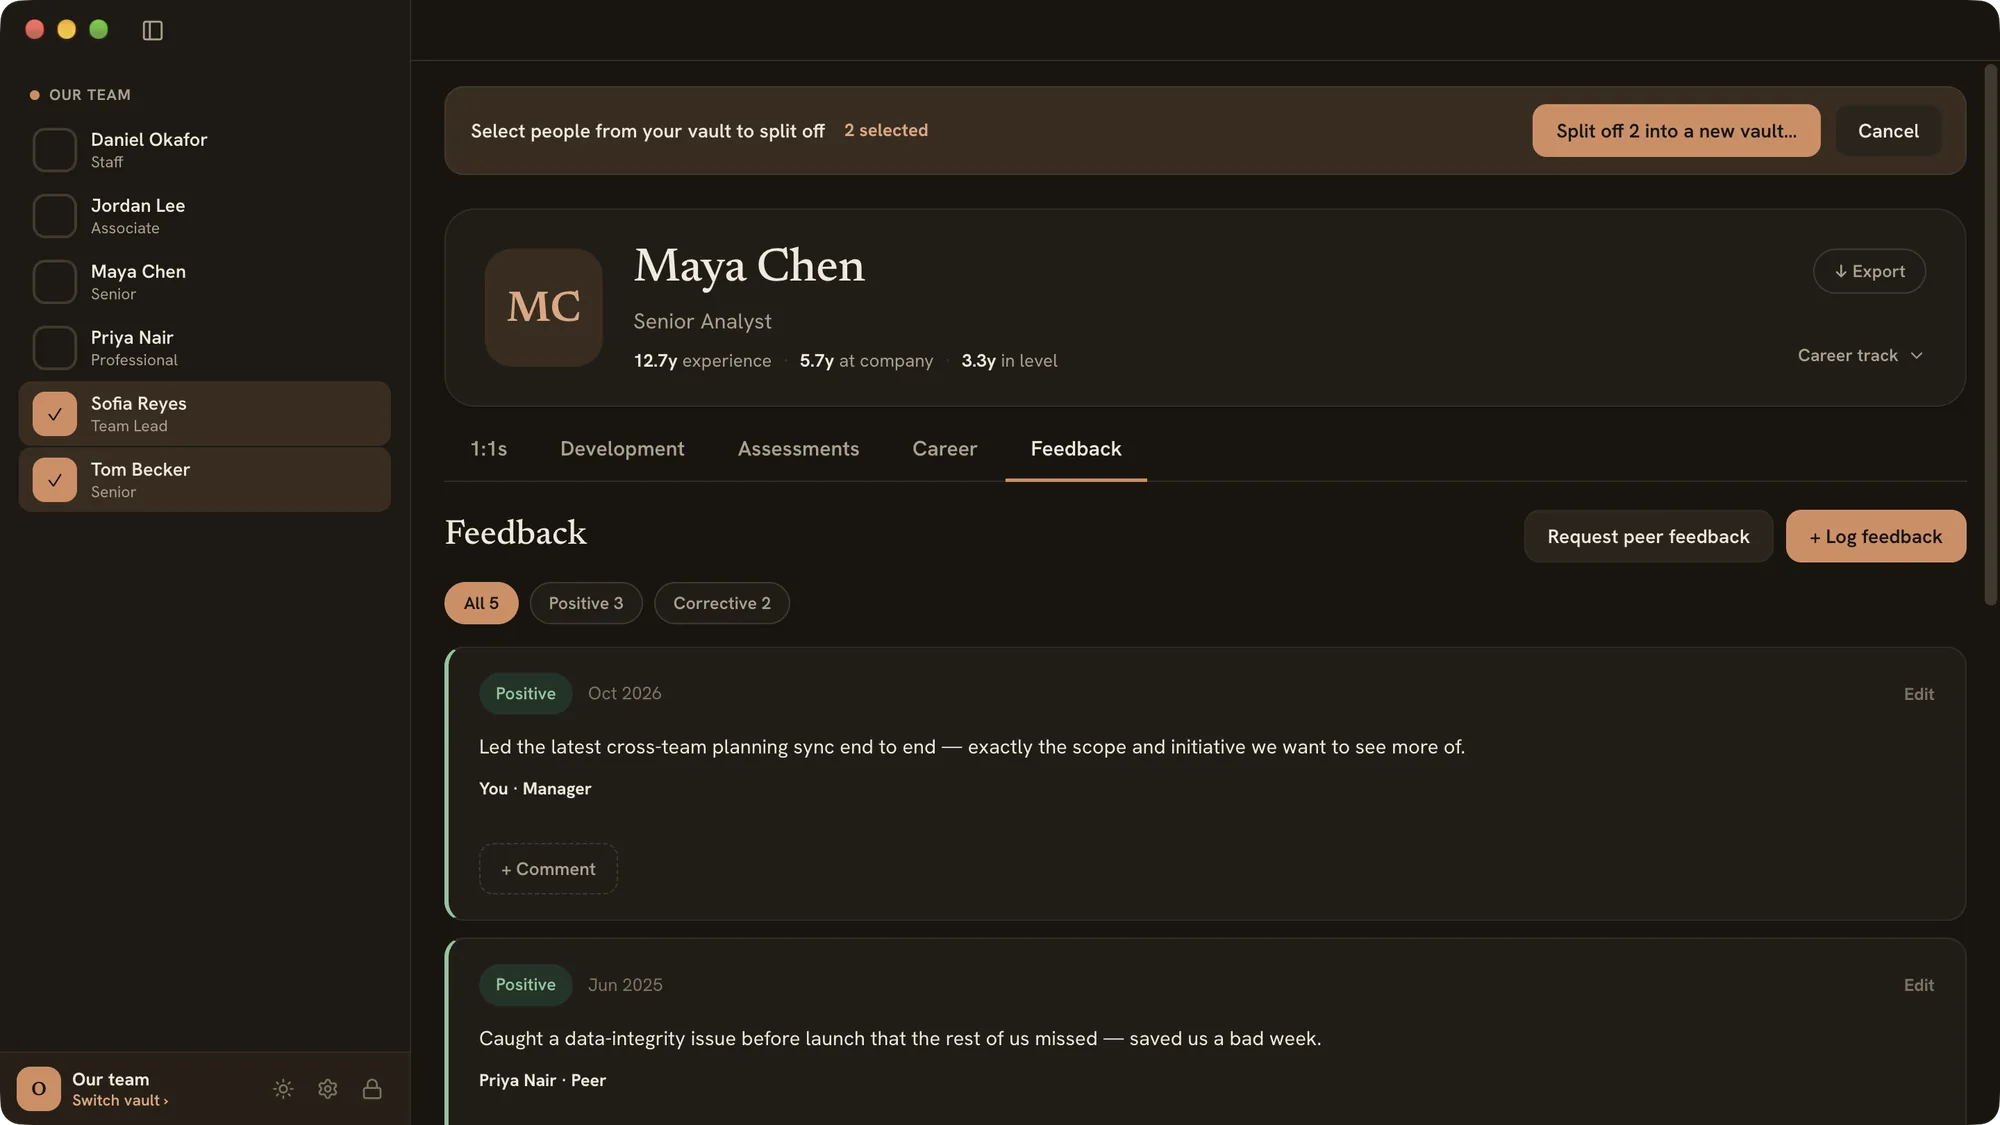 OUR TEAM
Daniel Okafor
Staff
Jordan Lee
Associate
Maya Chen
Senior
Priya Nair
Professional
Sofia Reyes
Team Lead
Tom Becker
Senior
O
Our team
Switch vault ›
Select people from your vault to split off 2 selected
Split off 2 into a new vault...
Cancel
MC
Maya Chen
Senior Analyst
12.7y experience · 5.7y at company · 3.3y in level
↓ Export
Career track
1:1s Development Assessments Career Feedback
Feedback
Request peer feedback
+ Log feedback
All 5 Positive 3 Corrective 2
Positive Oct 2026
Edit
Led the latest cross-team planning sync end to end — exactly the scope and initiative we want to see more of.
You · Manager
+ Comment
Positive Jun 2025
Edit
Caught a data-integrity issue before launch that the rest of us missed — saved us a bad week.
Priya Nair · Peer